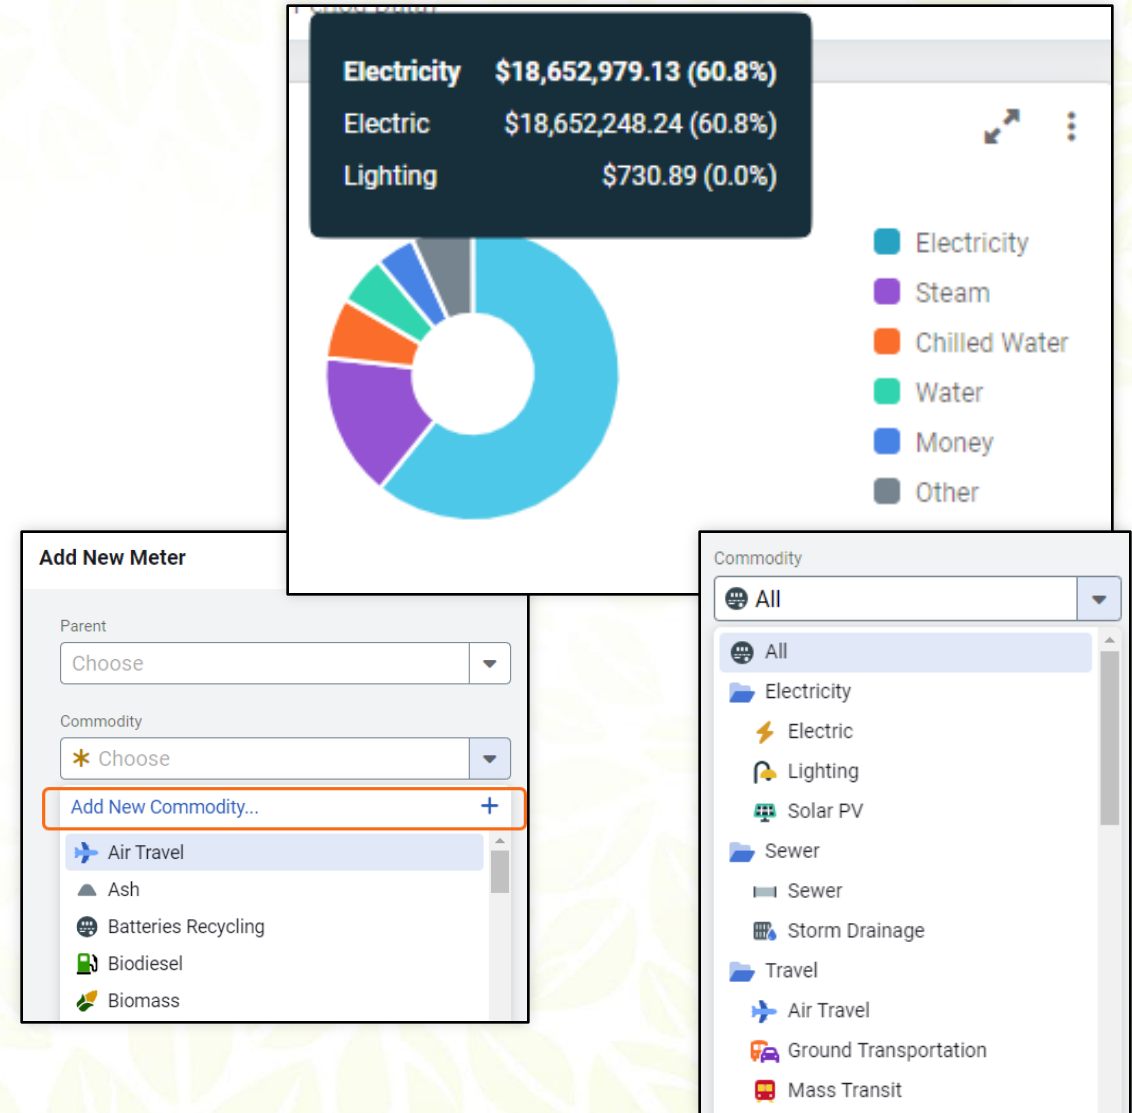 Period Data)
Electricity $18,652,979.13 (60.8%)
Electric $18,652,248.24 (60.8%)
Lighting $730.89 (0.0%)
Electricity
Steam
Chilled Water
Water
Money
Other
Add New Meter
Parent
Choose
Commodity
Choose
Add New Commodity...
Air Travel
Ash
Batteries Recycling
Biodiesel
Biomass
Commodity
All
All
Electricity
Electric
Lighting
Solar PV
Sewer
Sewer
Storm Drainage
Travel
Air Travel
Ground Transportation
Mass Transit